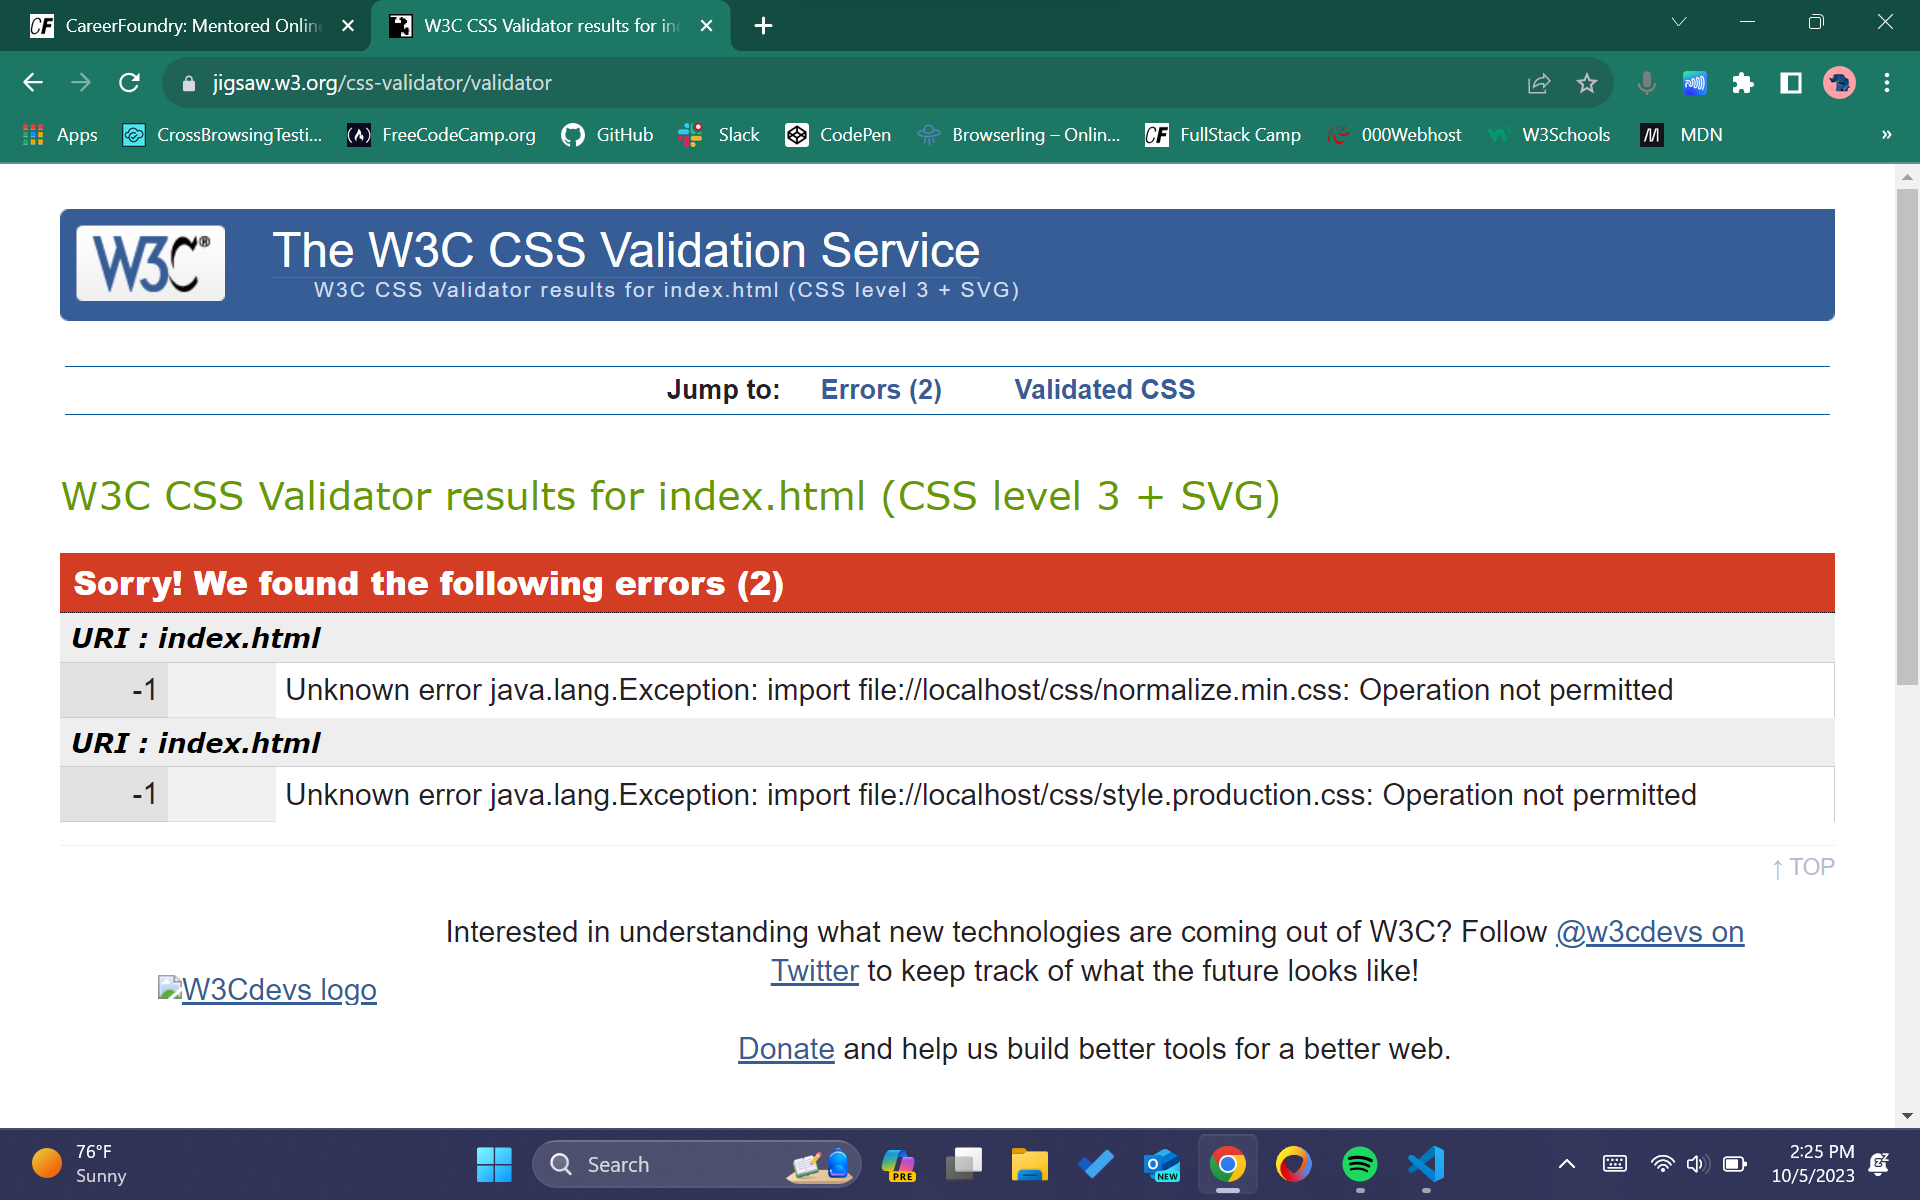 CareerFoundry: Mentored Online
W3C CSS Validator results for ind
jigsaw.w3.org/css-validator/validator
Apps
CrossBrowsingTesti...
FreeCodeCamp.org
GitHub
Slack
CodePen
Browserling – Onlin...
CF
FullStack Camp
000Webhost
W3Schools
MDN
»
W3C®
The W3C CSS Validation Service
W3C CSS Validator results for index.html (CSS level 3 + SVG)
Jump to: Errors (2) Validated CSS
W3C CSS Validator results for index.html (CSS level 3 + SVG)
Sorry! We found the following errors (2)
URI : index.html
-1 Unknown error java.lang.Exception: import file://localhost/css/normalize.min.css: Operation not permitted
URI : index.html
-1 Unknown error java.lang.Exception: import file://localhost/css/style.production.css: Operation not permitted
↑ TOP
Interested in understanding what new technologies are coming out of W3C? Follow @w3cdevs on
Twitter to keep track of what the future looks like!
W3Cdevs logo
Donate and help us build better tools for a better web.
76°F
Sunny
Search
PRE
NEW
2:25 PM
10/5/2023